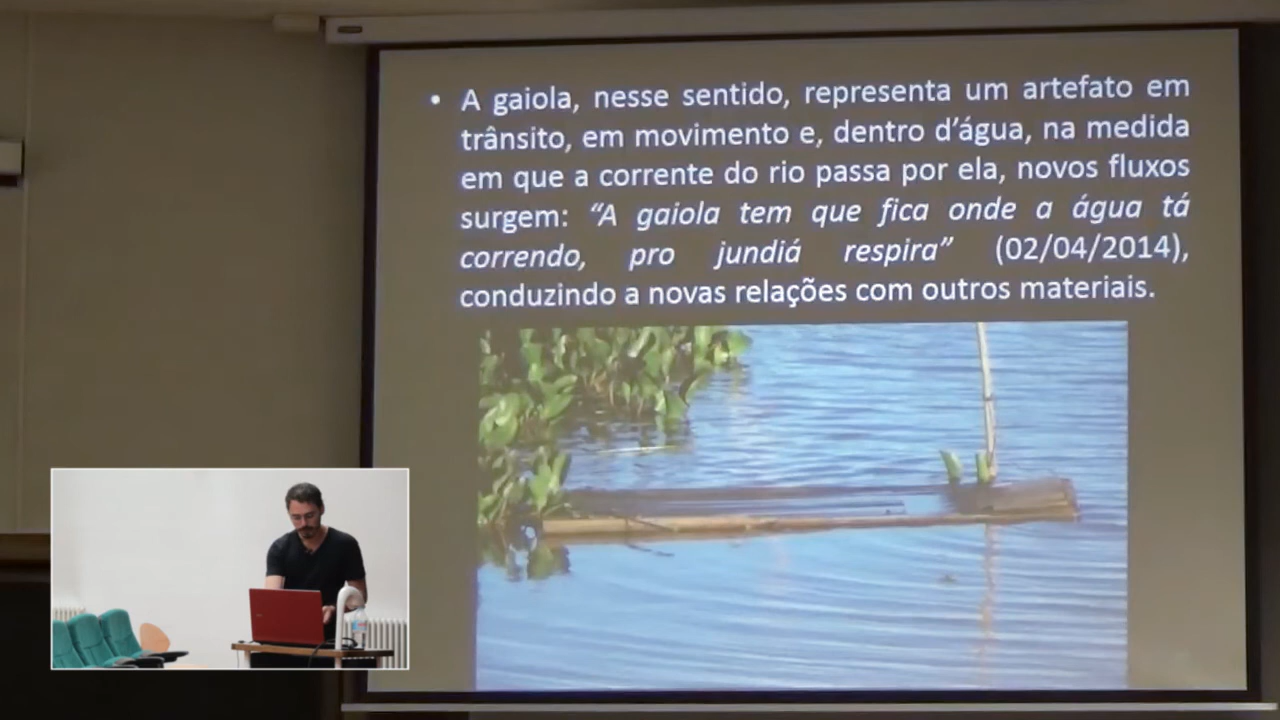 • A gaiola, nesse sentido, representa um artefato em
trânsito, em movimento e, dentro d’água, na medida
em que a corrente do rio passa por ela, novos fluxos
surgem: “A gaiola tem que fica onde a água tá
correndo, pro jundiá respira” (02/04/2014),
conduzindo a novas relações com outros materiais.